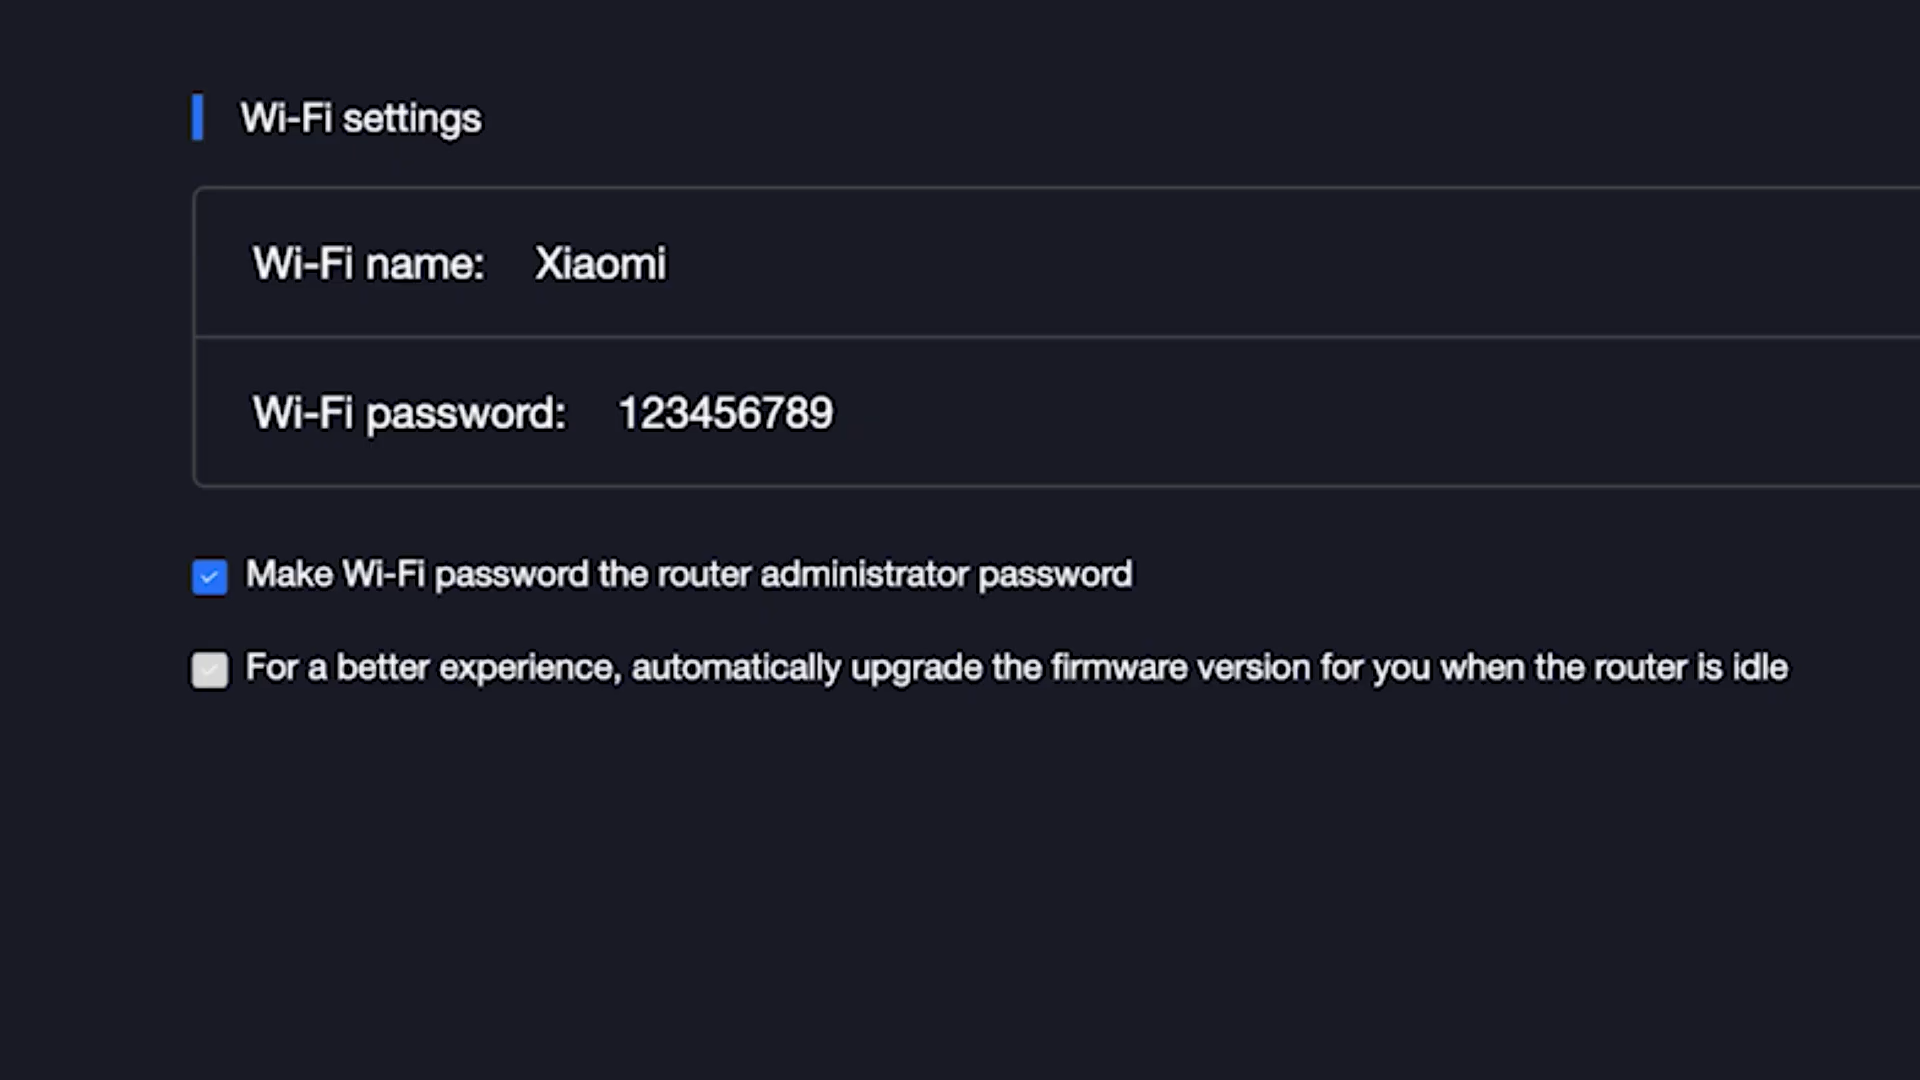 Wi-Fi settings
Wi-Fi name: Xiaomi
Wi-Fi password: 123456789
Make Wi-Fi password the router administrator password
For a better experience, automatically upgrade the firmware version for you when the router is idle